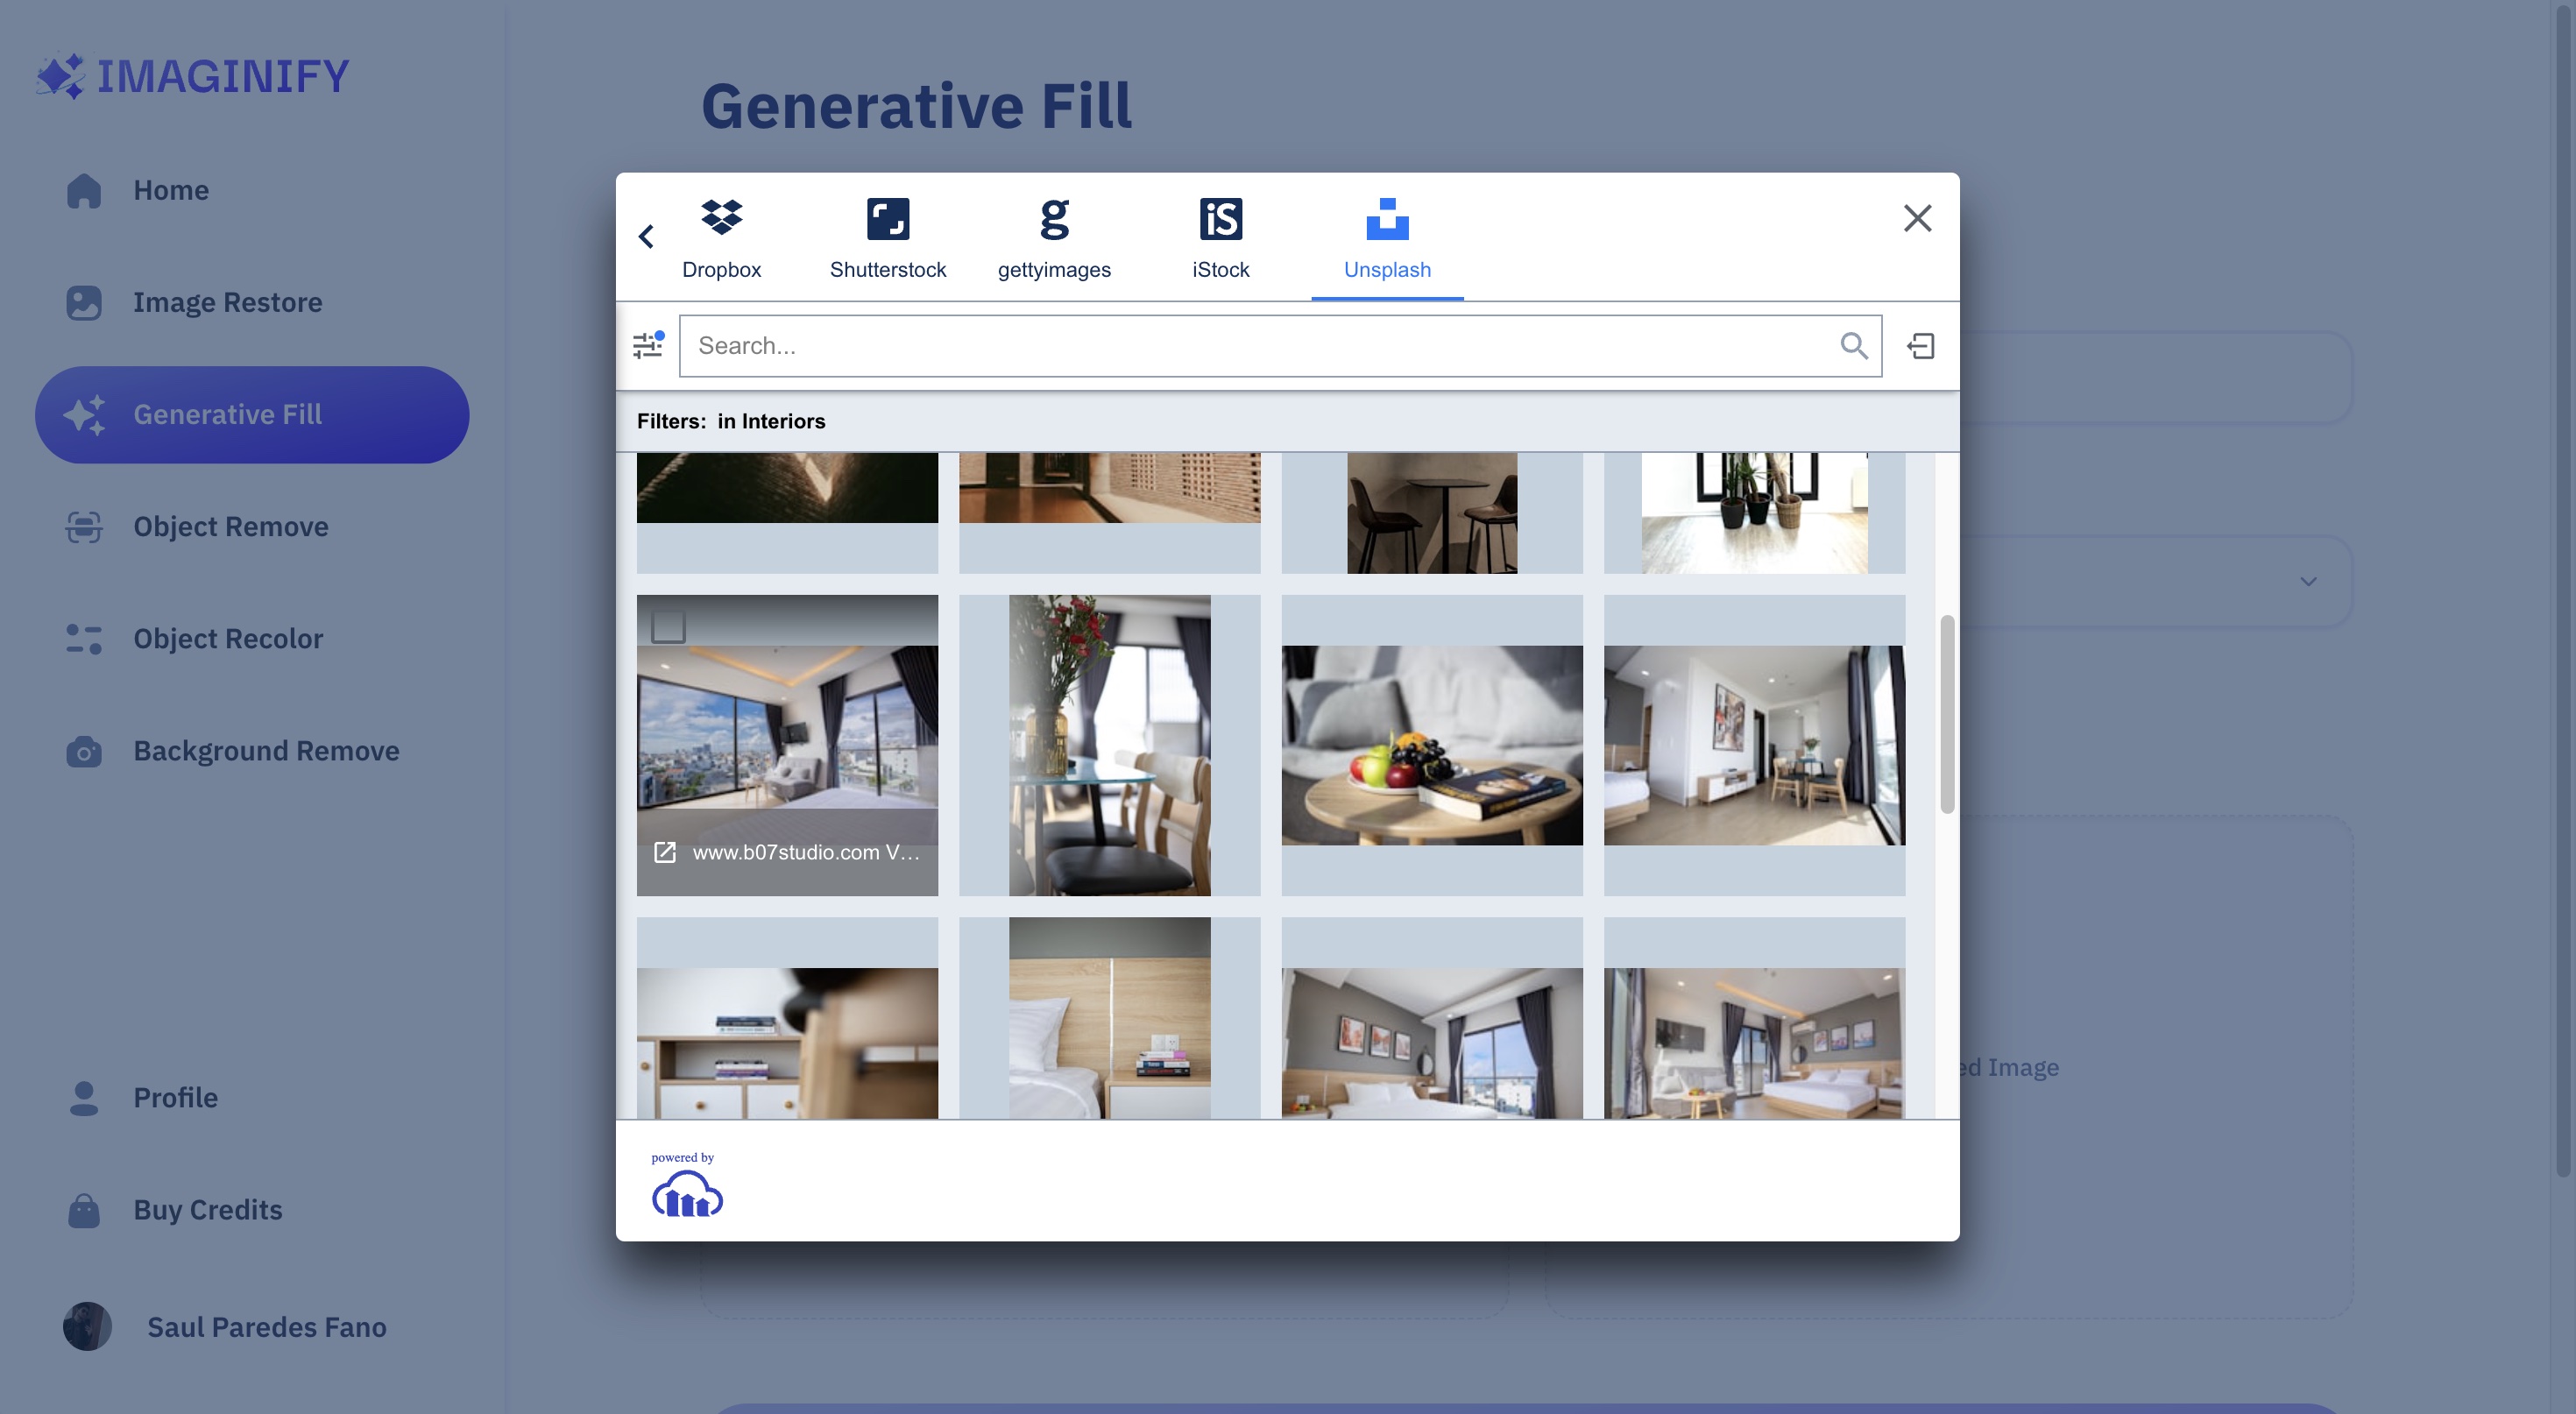 IMAGINIFY
Home
Image Restore
Generative Fill
Object Remove
Object Recolor
Background Remove
Profile
Buy Credits
Saul Paredes Fano
Generative Fill
Dropbox
Shutterstock
gettyimages
iS
iStock
Unsplash
Search...
Filters: in Interiors
www.b07studio.com V...
ed Image
powered by